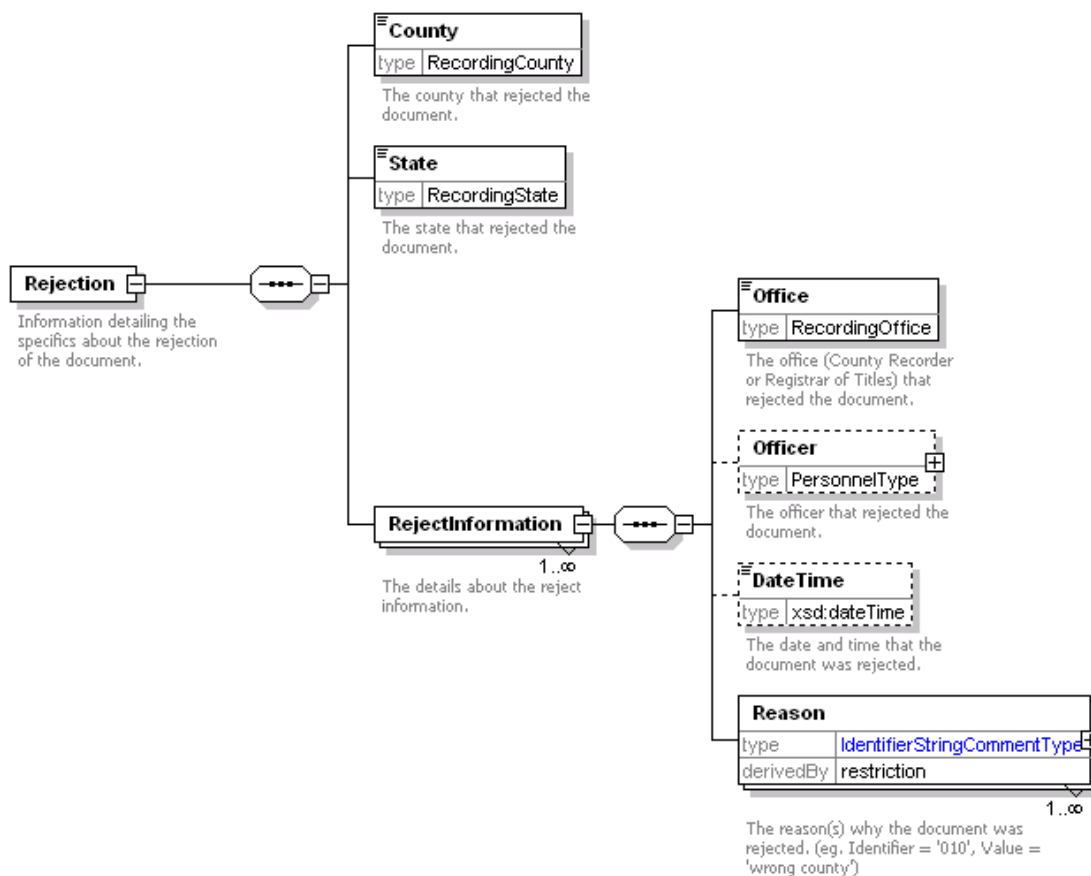 County
type RecordingCounty
The county that rejected the
document.
State
type RecordingState
The state that rejected the
document.
Rejection
Information detailing the
specifics about the rejection
of the document.
RejectInformation
1..∞
The details about the reject
information.
Office
type RecordingOffice
The office (County Recorder
or Registrar of Titles) that
rejected the document.
Officer
type PersonnelType
The officer that rejected the
document.
DateTime
type xsd:dateTime
The date and time that the
document was rejected.
Reason
type IdentifierStringCommentType
derivedBy restriction
1..∞
The reason(s) why the document was
rejected. (eg. Identifier = '010', Value =
'wrong county')